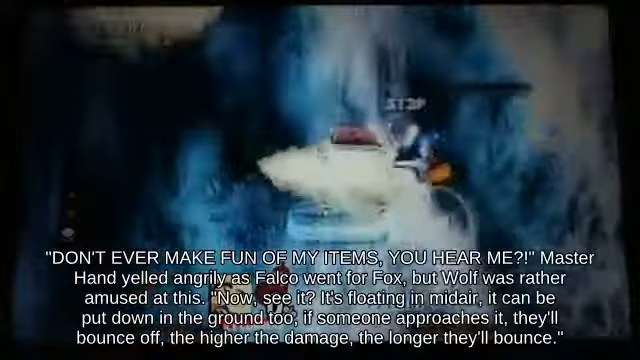 "DON'T EVER MAKE FUN OF MY ITEMS, YOU HEAR ME?!" Master
Hand yelled angrily as Falco went for Fox, but Wolf was rather
amused at this. "Now, see it? It's floating in midair, it can be
put down in the ground too, if someone approaches it, they'll
bounce off, the higher the damage, the longer they'll bounce."